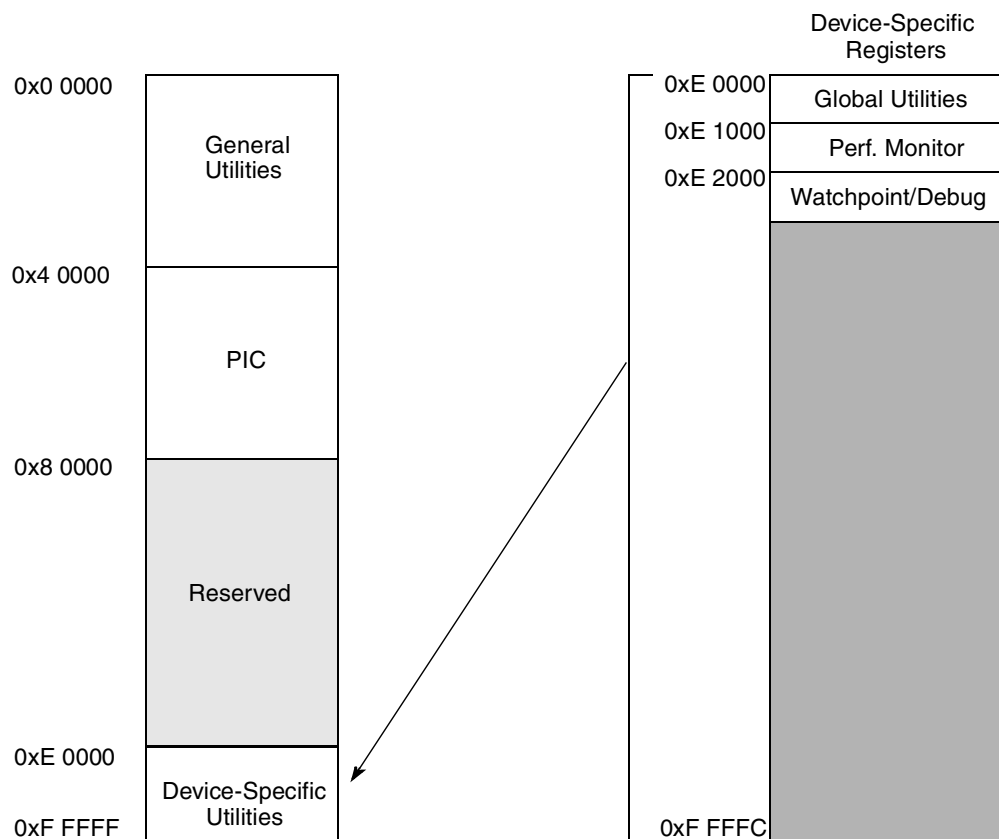 Device-Specific
Registers
0x0 0000
General
Utilities
0x4 0000
PIC
0x8 0000
Reserved
0xE 0000
Device-Specific
Utilities
0xF FFFF
0xE 0000
Global Utilities
0xE 1000
Perf. Monitor
0xE 2000
Watchpoint/Debug
0xF FFFC